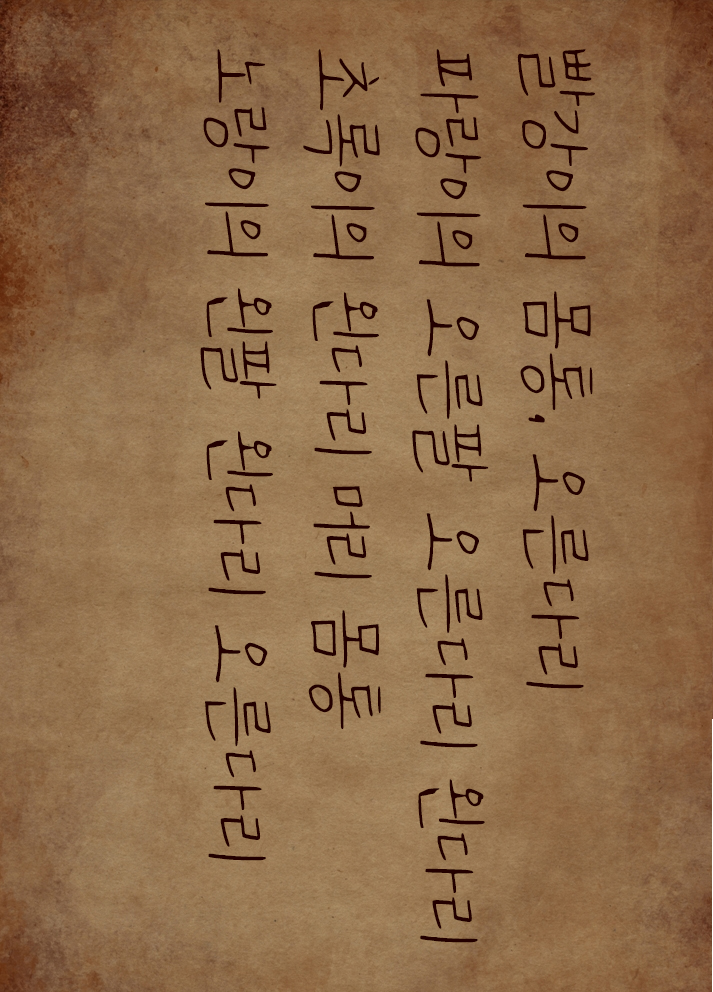 빨강이의 몸통, 오른다리
파랑이의 오른팔 오른다리 왼다리
초록이의 왼다리 머리 몸통
노랑이의 왼팔 왼다리 오른다리